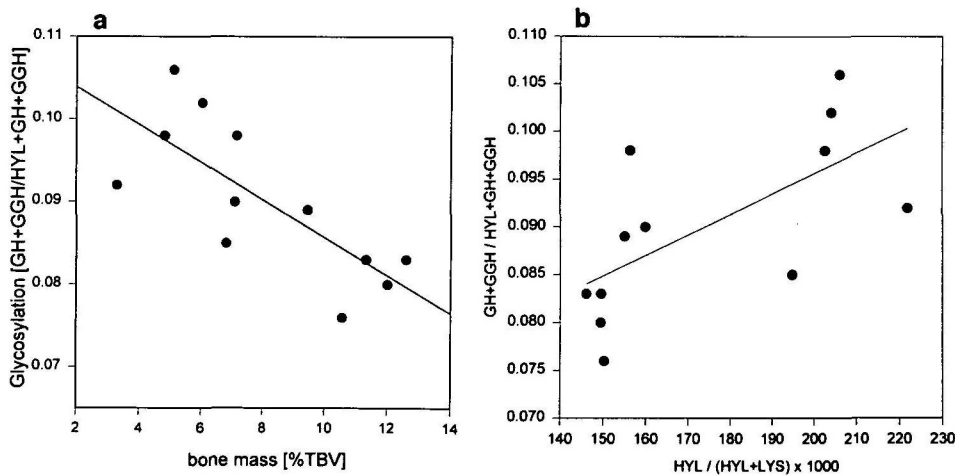 a
Glycosylation [GH+GGH/HYL+GH+GGH]
0.11
0.10
0.09
0.08
0.07
2 4 6 8 10 12 14
bone mass [%TBV]
b
GH+GGH / HYL+GH+GGH
0.110
0.105
0.100
0.095
0.090
0.085
0.080
0.075
0.070
140 150 160 170 180 190 200 210 220 230
HYL / (HYL+LYS) x 1000